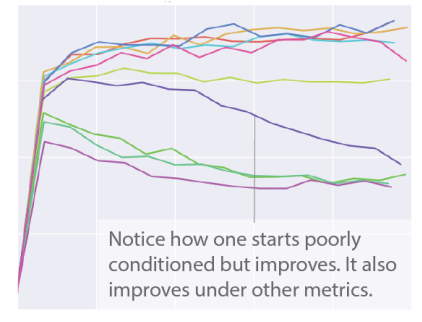 Notice how one starts poorly
conditioned but improves. It also
improves under other metrics.